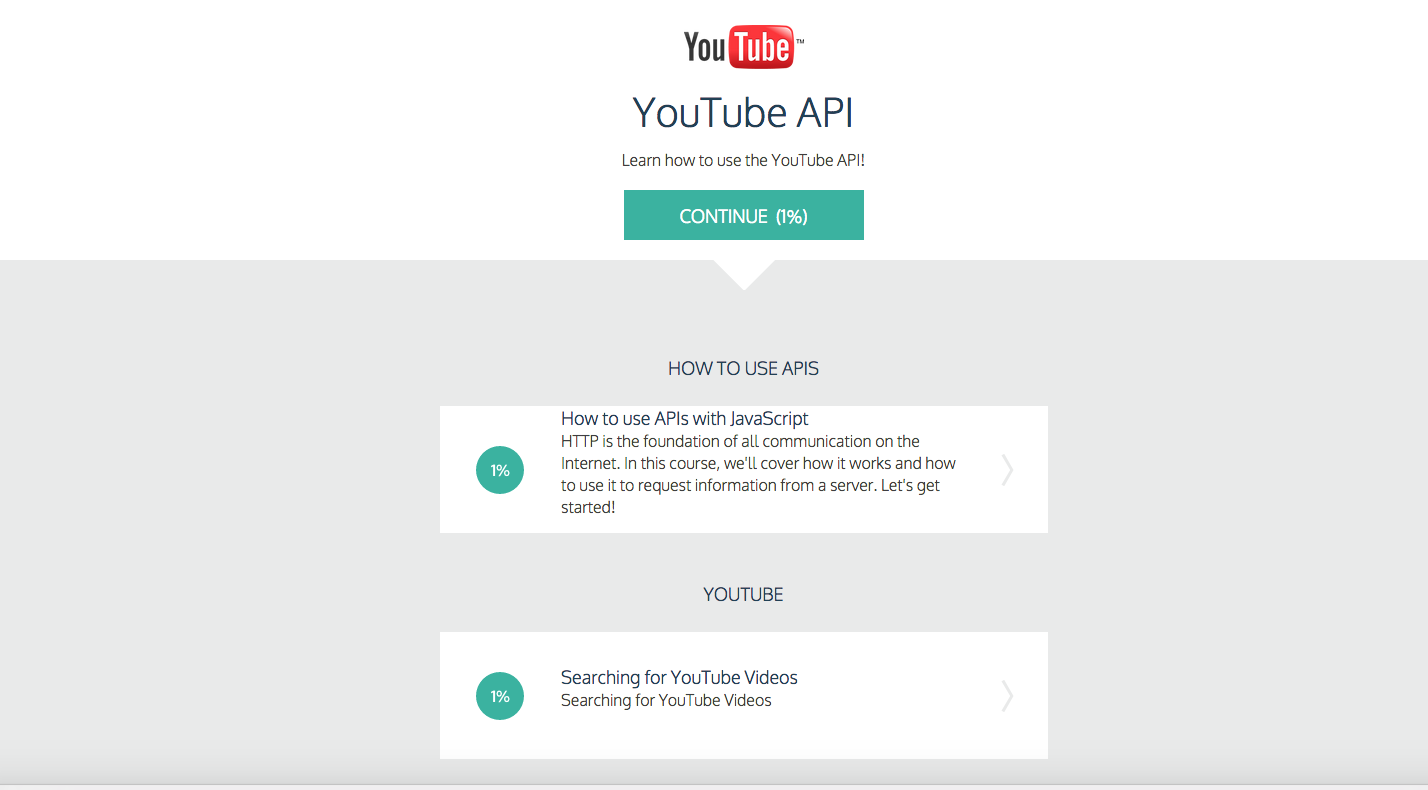 YouTube™
YouTube API
Learn how to use the YouTube API!
CONTINUE (1%)
HOW TO USE APIS
How to use APIs with JavaScript
HTTP is the foundation of all communication on the
Internet. In this course, we'll cover how it works and how
to use it to request information from a server. Let's get
started!
1%
YOUTUBE
Searching for YouTube Videos
Searching for YouTube Videos
1%